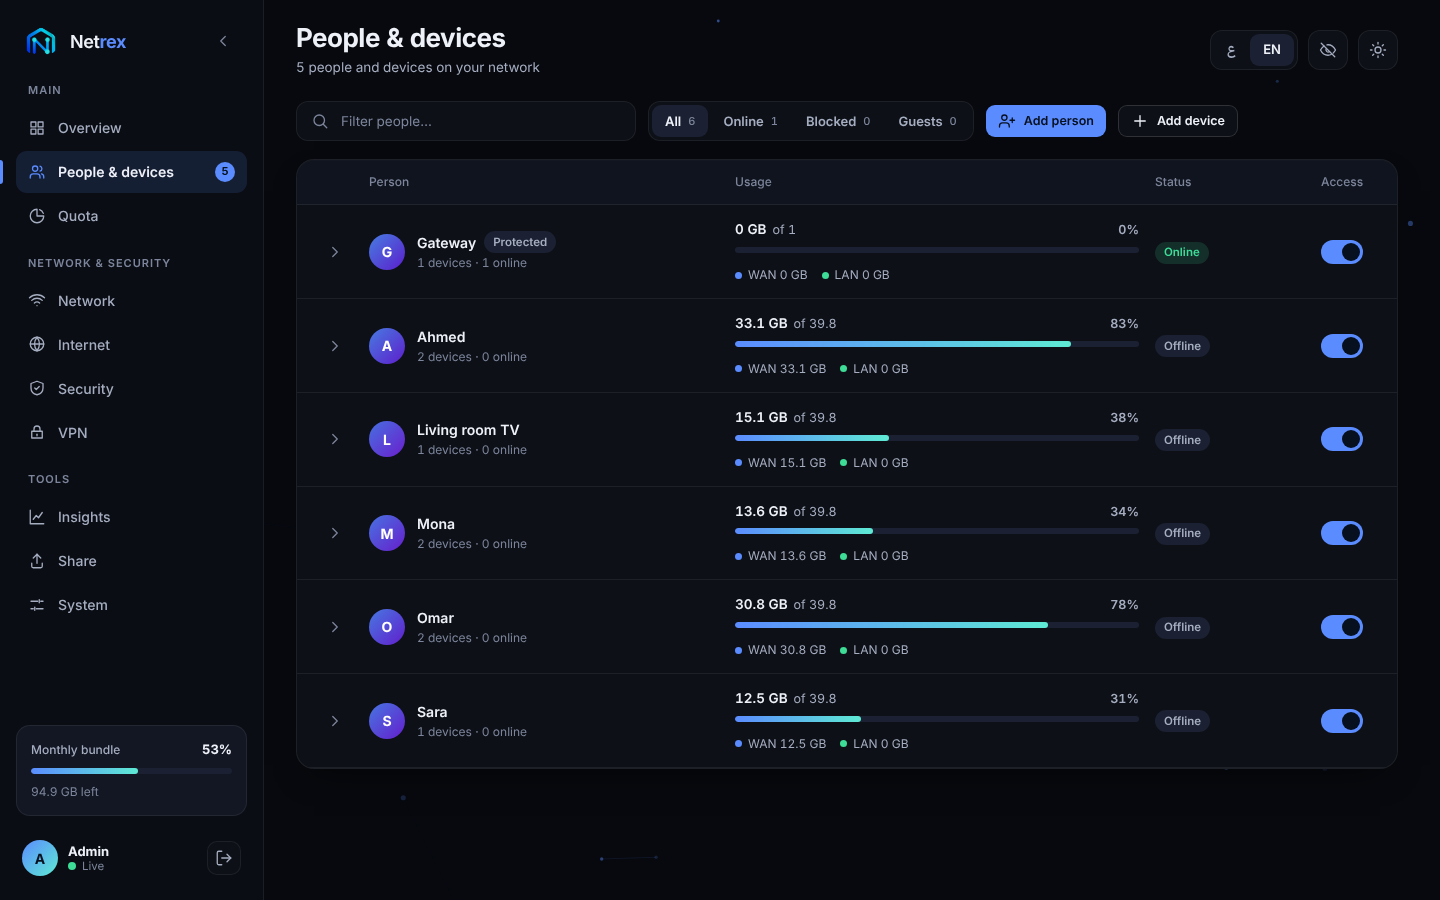 Netrex
MAIN
Overview
People & devices 5
Quota
NETWORK & SECURITY
Network
Internet
Security
VPN
TOOLS
Insights
Share
System
Monthly bundle 53%
94.9 GB left
A Admin
Live
People & devices
5 people and devices on your network
ع EN
Filter people...
All 6 Online 1 Blocked 0 Guests 0
Add person
Add device
Person Usage Status Access
G Gateway Protected
1 devices · 1 online
0 GB of 1 0%
WAN 0 GB LAN 0 GB
Online
A Ahmed
2 devices · 0 online
33.1 GB of 39.8 83%
WAN 33.1 GB LAN 0 GB
Offline
L Living room TV
1 devices · 0 online
15.1 GB of 39.8 38%
WAN 15.1 GB LAN 0 GB
Offline
M Mona
2 devices · 0 online
13.6 GB of 39.8 34%
WAN 13.6 GB LAN 0 GB
Offline
O Omar
2 devices · 0 online
30.8 GB of 39.8 78%
WAN 30.8 GB LAN 0 GB
Offline
S Sara
1 devices · 0 online
12.5 GB of 39.8 31%
WAN 12.5 GB LAN 0 GB
Offline